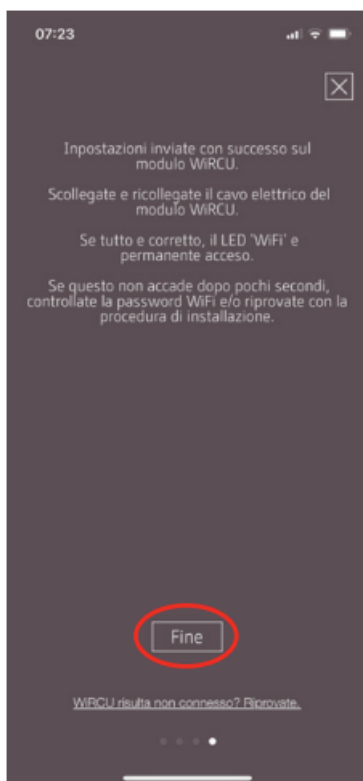 07:23
Inpostazioni inviate con successo sul
modulo WiRCU.
Scollegate e ricollegate il cavo elettrico del
modulo WiRCU.
Se tutto e corretto, il LED 'WiFi' e
permanente acceso.
Se questo non accade dopo pochi secondi,
controllate la password WiFi e/o riprovate con la
procedura di installazione.
Fine
WiRCU risulta non connesso? Riprovate.